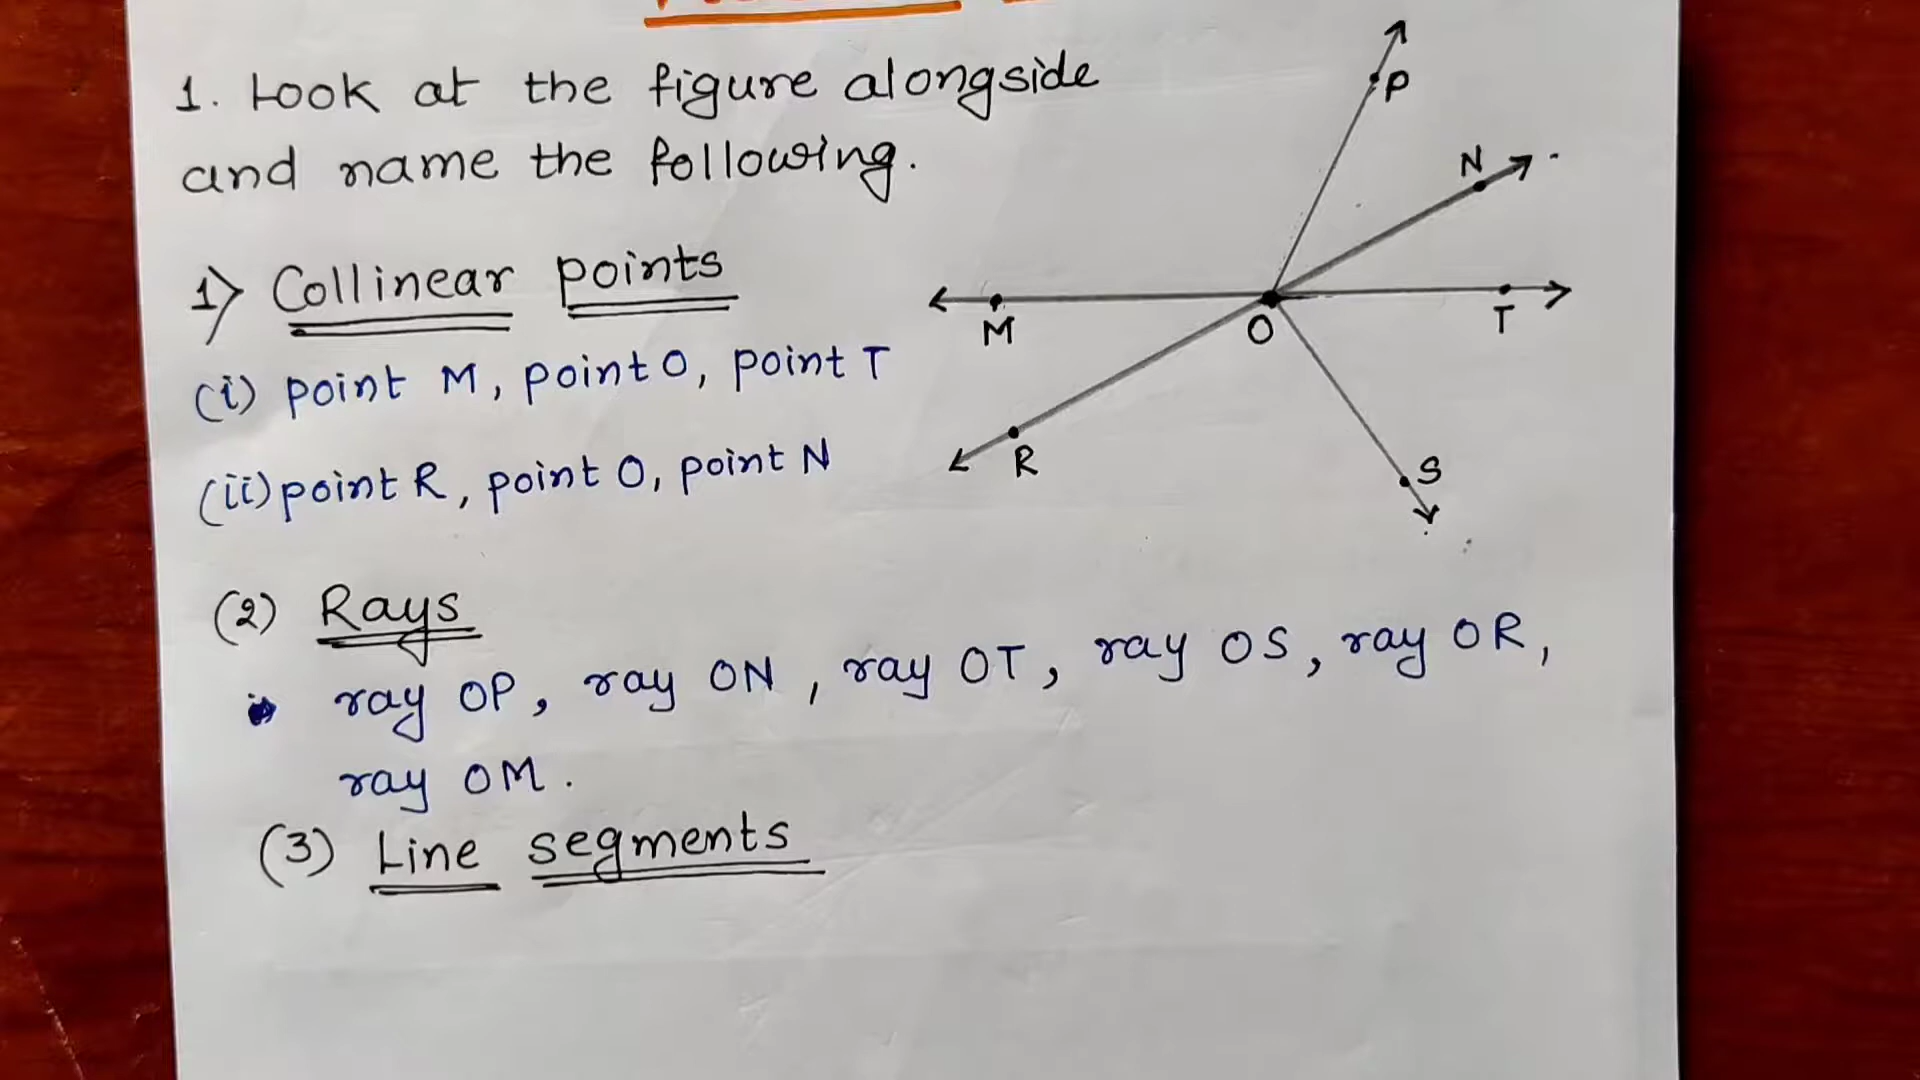 1. Look at the figure alongside
and name the following.
1) Collinear points
(i) point M, point O, point T
(ii) point R, point O, point N
(2) Rays
ray OP, ray ON, ray OT, ray OS, ray OR,
ray OM.
(3) Line segments
P
N
M
O
T
R
S